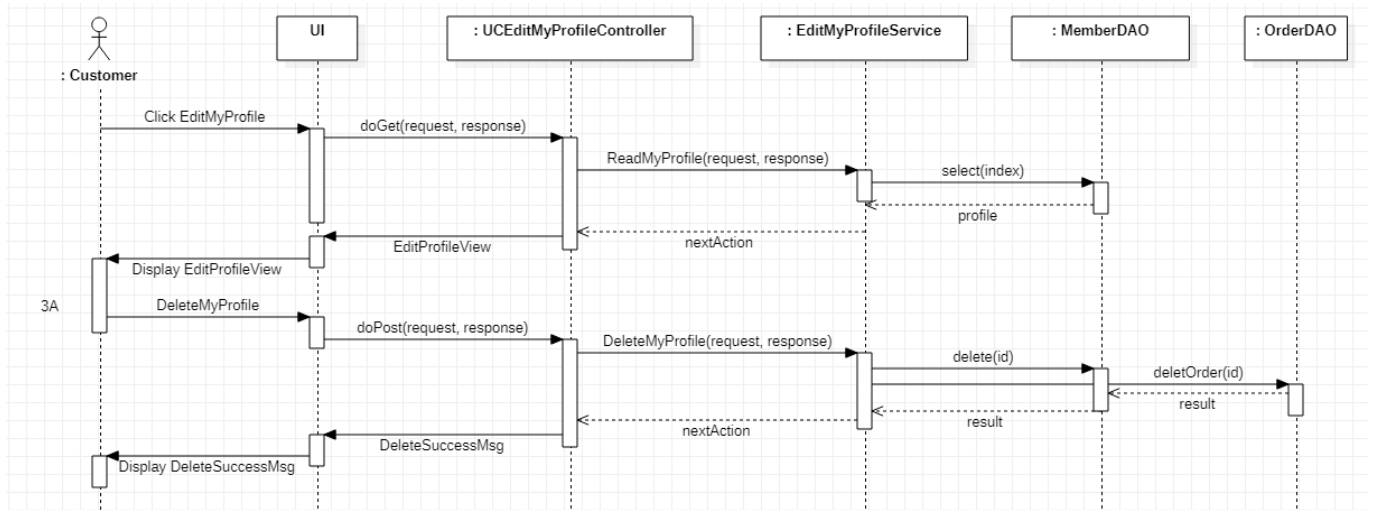 UI
: UCEditMyProfileController
: EditMyProfileService
: MemberDAO
: OrderDAO
: Customer
Click EditMyProfile
doGet(request, response)
ReadMyProfile(request, response)
select(index)
profile
nextAction
EditProfileView
Display EditProfileView
3A
DeleteMyProfile
doPost(request, response)
DeleteMyProfile(request, response)
delete(id)
deletOrder(id)
result
result
nextAction
DeleteSuccessMsg
Display DeleteSuccessMsg